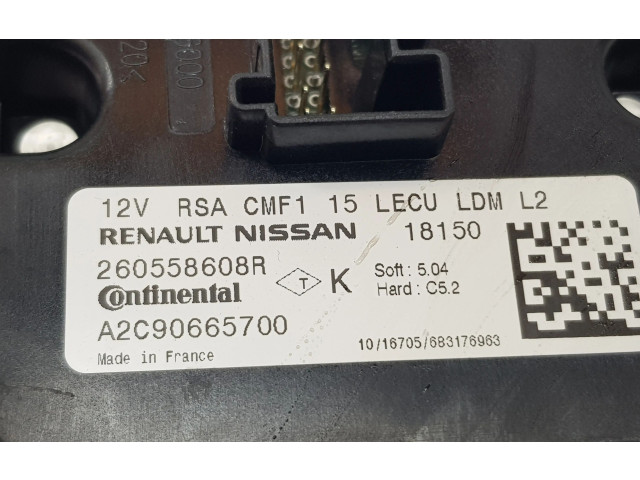 12V RSA CMF1 15 LECU LDM L2
RENAULT NISSAN 18150
260558608R
T K Soft : 5.04
Hard : C5.2
Continental
A2C90665700
Made in France 10/16705/683176963